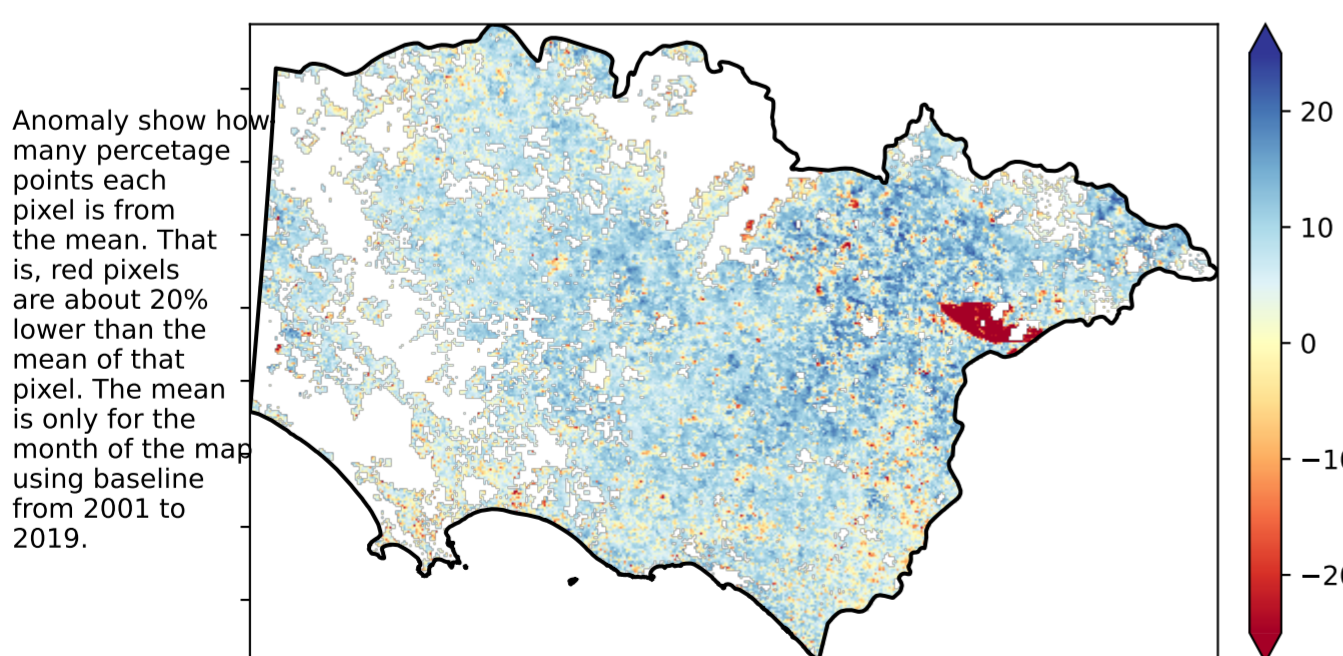 Anomaly show how
many percetage
points each
pixel is from
the mean. That
is, red pixels
are about 20%
lower than the
mean of that
pixel. The mean
is only for the
month of the map
using baseline
from 2001 to
2019.
20
10
0
−10
−20